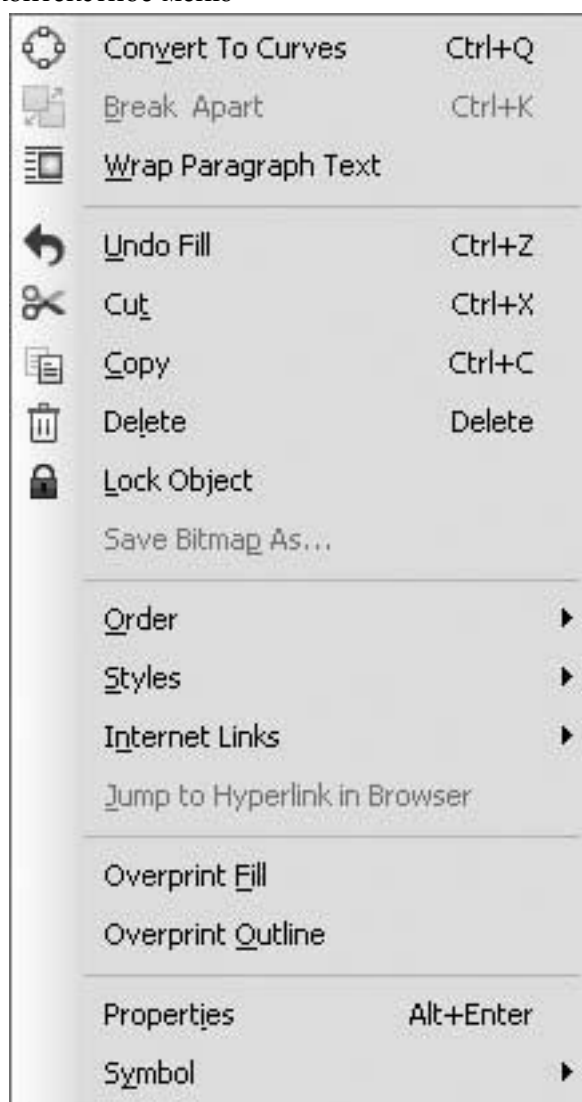 контекстное меню
Convert To Curves Ctrl+Q
Break Apart Ctrl+K
Wrap Paragraph Text
Undo Fill Ctrl+Z
Cut Ctrl+X
Copy Ctrl+C
Delete Delete
Lock Object
Save Bitmap As...
Order
Styles
Internet Links
Jump to Hyperlink in Browser
Overprint Fill
Overprint Outline
Properties Alt+Enter
Symbol